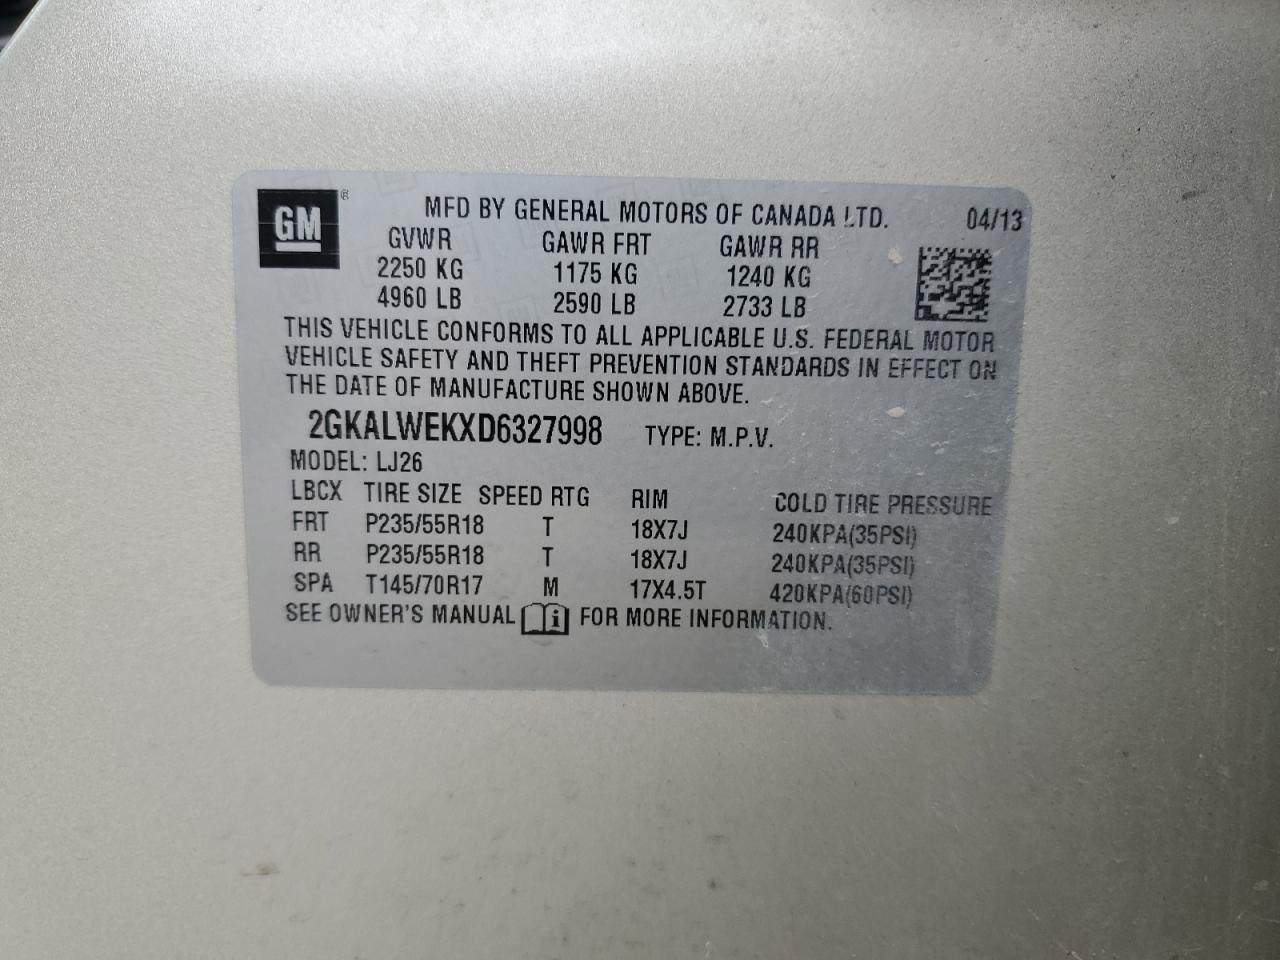 GM®
MFD BY GENERAL MOTORS OF CANADA LTD. 04/13
GVWR GAWR FRT GAWR RR
2250 KG 1175 KG 1240 KG
4960 LB 2590 LB 2733 LB
THIS VEHICLE CONFORMS TO ALL APPLICABLE U.S. FEDERAL MOTOR
VEHICLE SAFETY AND THEFT PREVENTION STANDARDS IN EFFECT ON
THE DATE OF MANUFACTURE SHOWN ABOVE.
2GKALWEKXD6327998 TYPE: M.P.V.
MODEL: LJ26
LBCX TIRE SIZE SPEED RTG RIM COLD TIRE PRESSURE
FRT P235/55R18 T 18X7J 240KPA(35PSI)
RR P235/55R18 T 18X7J 240KPA(35PSI)
SPA T145/70R17 M 17X4.5T 420KPA(60PSI)
SEE OWNER'S MANUAL i FOR MORE INFORMATION.